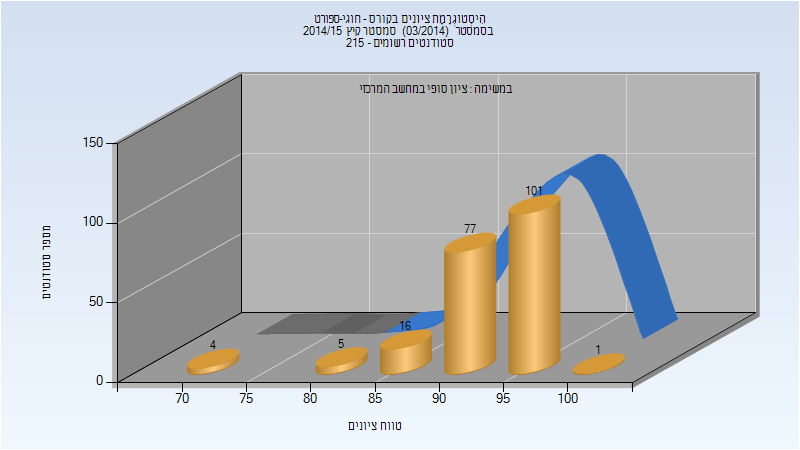 היסטוגרמת ציונים בקורס - חוגי-ספורט
בסמסטר (03/2014) סמסטר קיץ 2014/15
סטודנטים רשומים - 215
במשימה : ציון סופי במחשב המרכזי
150
100
50
0
מספר סטודנטים
4
5
16
77
101
1
70
75
80
85
90
95
100
טווח ציונים